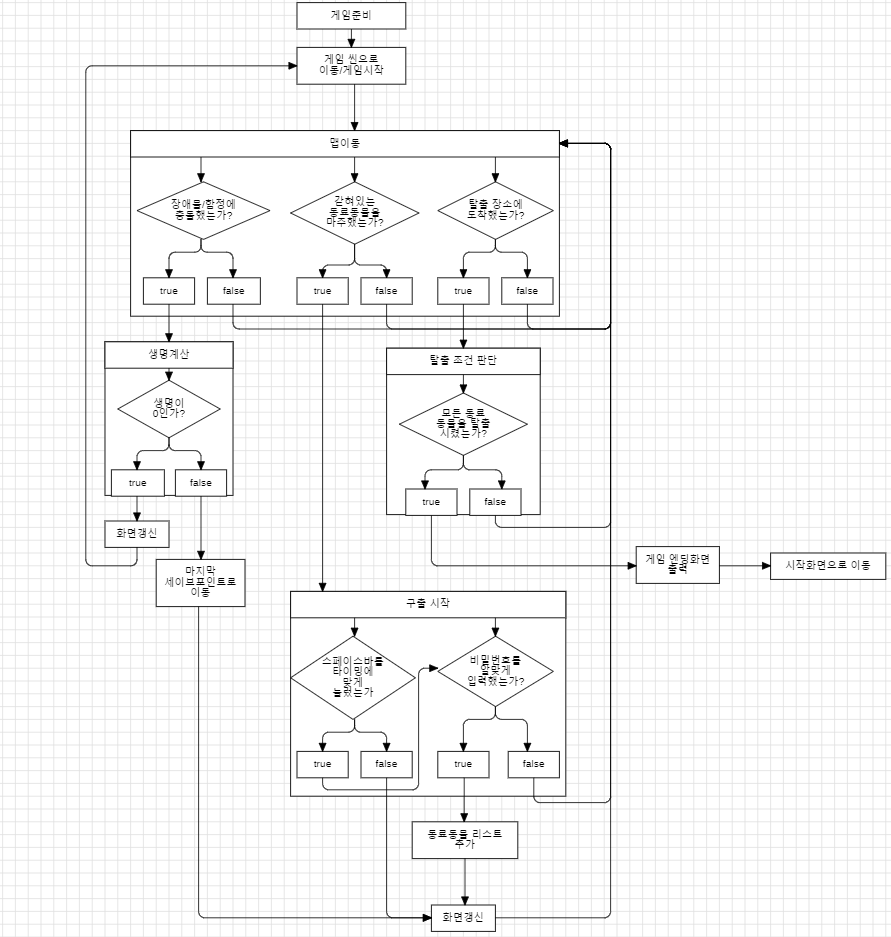 게임준비
게임 씬으로
이동/게임시작
맵이동
장애물/함정에
충돌했는가?
갇혀있는
동료동물을
마주했는가?
탈출 장소에
도착했는가?
true
false
true
false
true
false
생명계산
생명이
0인가?
true
false
화면갱신
마지막
세이브포인트로
이동
탈출 조건 판단
모든 동료
동물을 탈출
시켰는가?
true
false
게임 엔딩화면
출력
시작화면으로 이동
구출 시작
스페이스바를
타이밍에
맞게
눌렀는가
비밀번호를
알맞게
입력했는가?
true
false
true
false
동료동물 리스트
추가
화면갱신